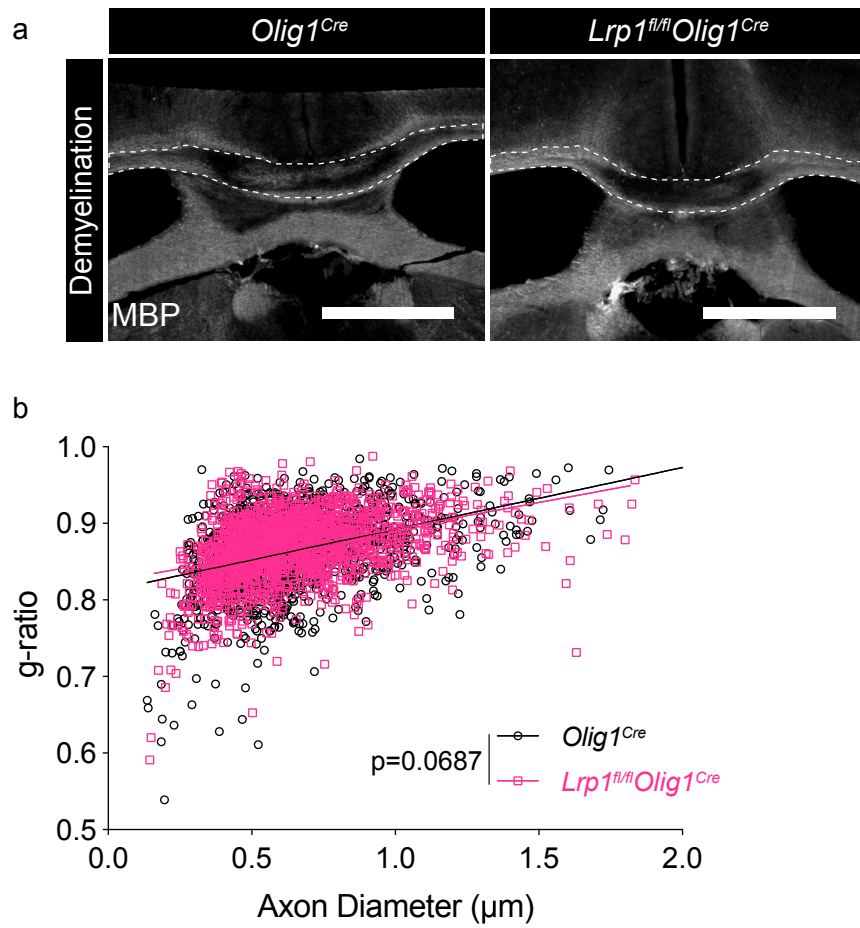 a
Olig1Cre
Lrp1fl/flOlig1Cre
Demyelination
MBP
b
1.0
0.9
0.8
0.7
0.6
0.5
g-ratio
0.0
0.5
1.0
1.5
2.0
Axon Diameter (µm)
p=0.0687
Olig1Cre
Lrp1fl/flOlig1Cre